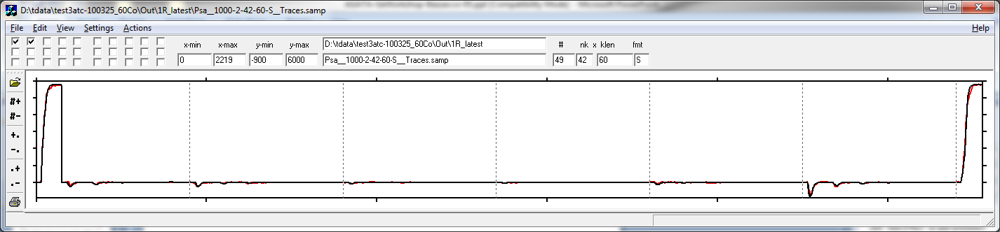 D:\tdata\test3atc-100325_60Co\Out\1R_latest\Psa__1000-2-42-60-S__Traces.samp
File Edit View Settings Actions Help
x-min x-max y-min y-max D:\tdata\test3atc-100325_60Co\Out\1R_latest # nk x klen fmt
0 2219 -900 6000 Psa__1000-2-42-60-S__Traces.samp 49 42 60 S
#+
#-
+.
-.
.+
.-